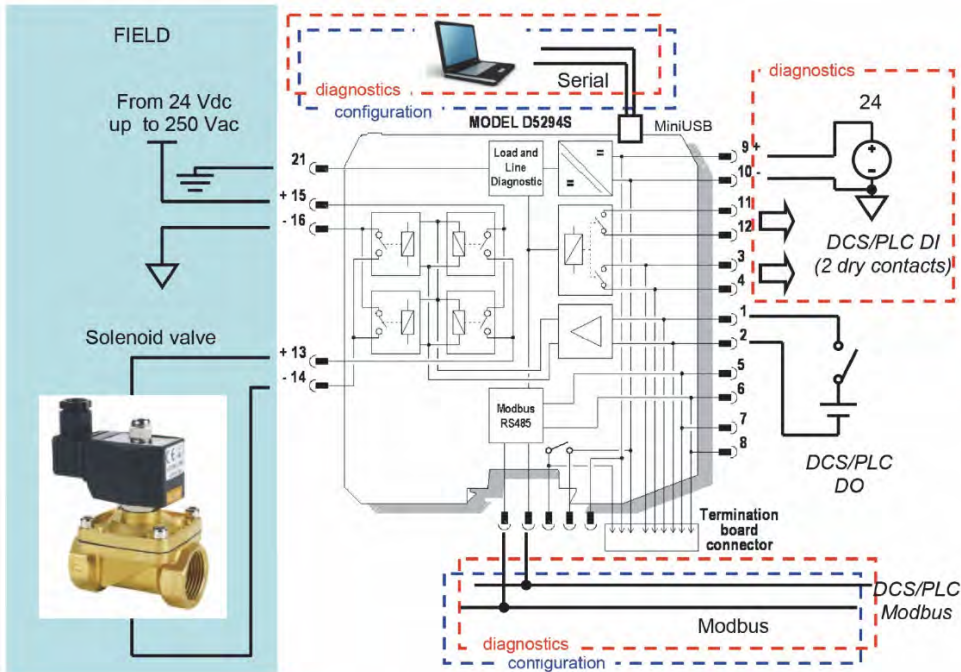 FIELD
From 24 Vdc
up to 250 Vac
Solenoid valve
diagnostics
configuration
Serial
MODEL D5294S
MiniUSB
21
+ 15
- 16
+ 13
- 14
Load and
Line
Diagnostic
=
=
Modbus
RS485
9 +
10 -
11
12
3
4
1
2
5
6
7
8
diagnostics
24
+
-
DCS/PLC DI
(2 dry contacts)
DCS/PLC
DO
Termination
board
connector
DCS/PLC
Modbus
Modbus
diagnostics
configuration